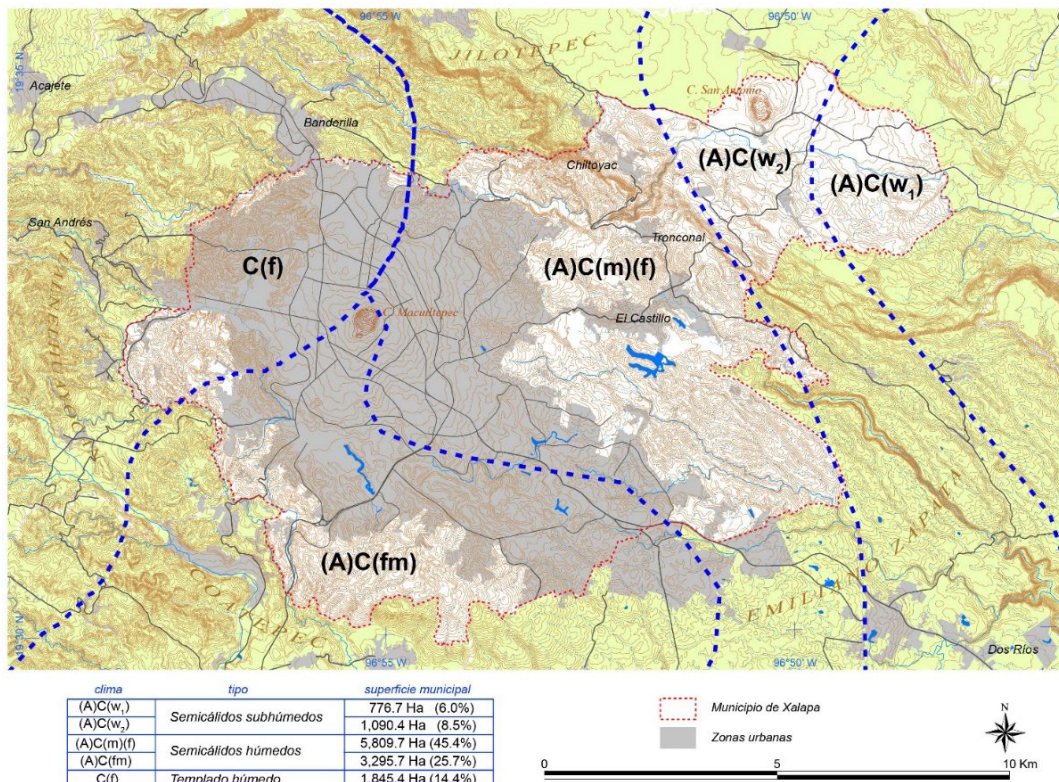 96°55' W
96°50' W
19°35' N
JILOTEPEC
Acajete
C. San Antonio
Banderilla
(A)C(w₂)
Chiltoyac
(A)C(w₁)
San Andrés
Tronconal
C(f)
(A)C(m)(f)
El Castillo
C. Macuiltepec
EMILIANO ZAPATA
(A)C(fm)
COATEPEC
19°30' N
96°55' W
96°50' W
Dos Ríos
clima tipo superficie municipal
(A)C(w₁) Semicálidos subhúmedos 776.7 Ha (6.0%)
(A)C(w₂) 1,090.4 Ha (8.5%)
(A)C(m)(f) Semicálidos húmedos 5,809.7 Ha (45.4%)
(A)C(fm) 3,295.7 Ha (25.7%)
C(f) Templado húmedo 1,845.4 Ha (14.4%)
Municipio de Xalapa
Zonas urbanas
N
0 5 10 Km